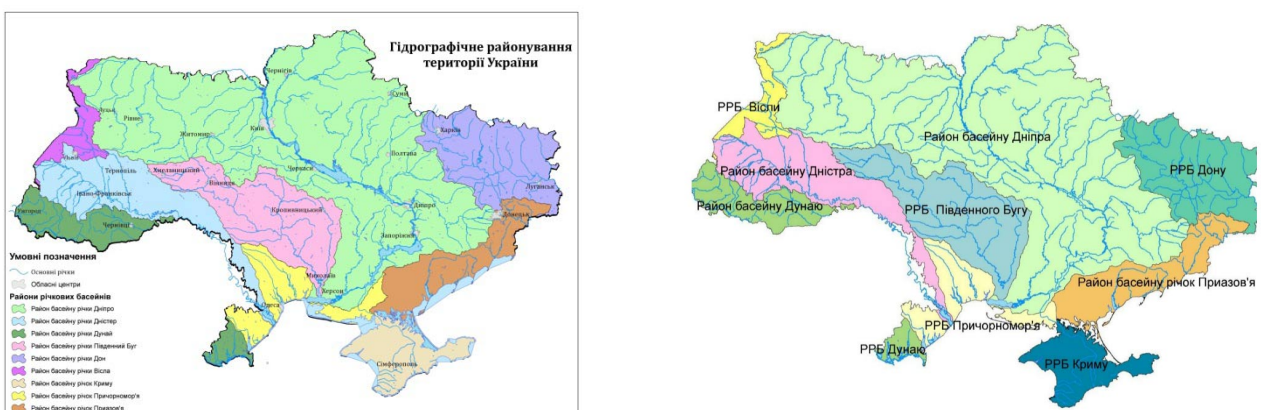 Гідрографічне районування
території України
Чернігів
Суми
Луцьк
Рівне
Київ
Житомир
Харків
Львів
Полтава
Тернопіль
Хмельницький
Черкаси
Вінниця
Луганськ
Івано-Франківськ
Кропивницький
Дніпро
Ужгород
Донецьк
Чернівці
Запоріжжя
Миколаїв
Херсон
Одеса
Сімферополь
Умовні позначення
Основні річки
Обласні центри
Райони річкових басейнів
Район басейну річки Дніпро
Район басейну річки Дністер
Район басейну річки Дунай
Район басейну річки Південний Буг
Район басейну річки Дон
Район басейну річки Вісла
Район басейну річок Криму
Район басейну річок Причорномор'я
Район басейну річок Приазов'я
РРБ Вісли
Район басейну Дніпра
Район басейну Дністра
РРБ Дону
Район басейну Дунаю
РРБ Південного Бугу
Район басейну річок Приазов'я
РРБ Причорномор'я
РРБ Дунаю
РРБ Криму